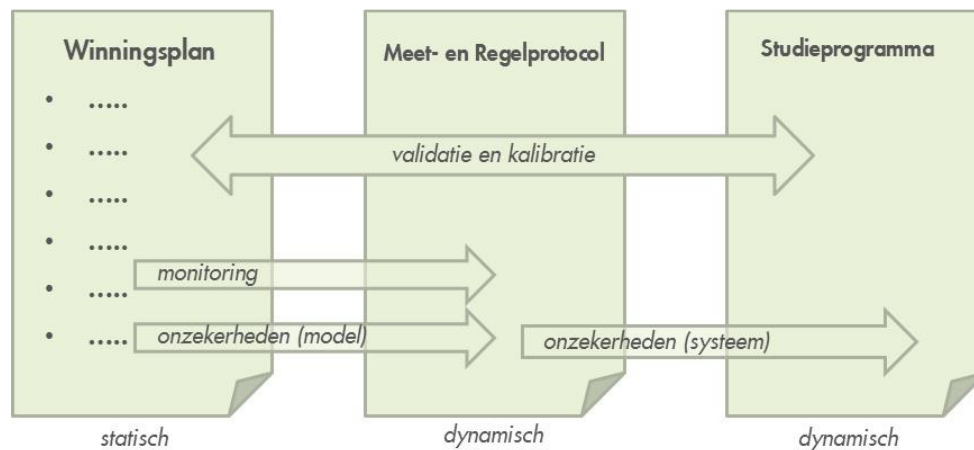 Winningsplan
• .....
• .....
• .....
• .....
• .....
• .....
Meet- en Regelprotocol
Studieprogramma
validatie en kalibratie
monitoring
onzekerheden (model)
onzekerheden (systeem)
statisch
dynamisch
dynamisch